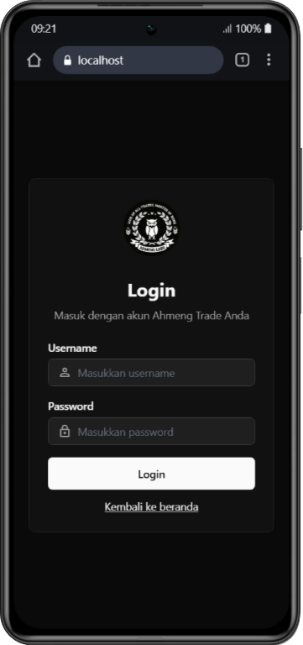 09:21
100%
localhost
1
Login
Masuk dengan akun Ahmeng Trade Anda
Username
Masukkan username
Password
Masukkan password
Login
Kembali ke beranda